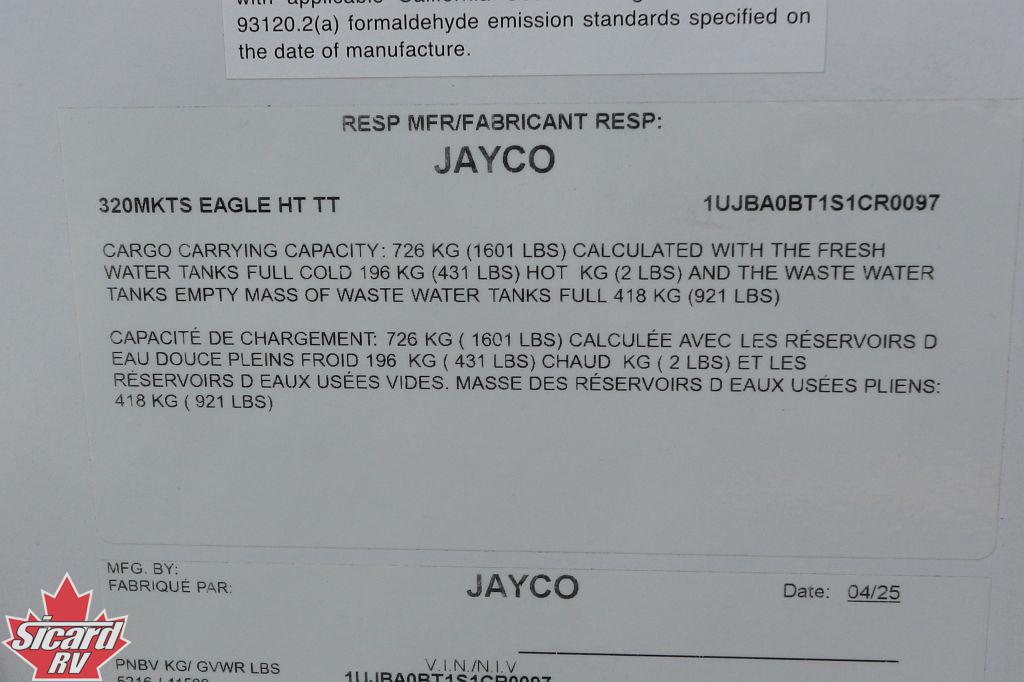 93120.2(a) formaldehyde emission standards specified on
the date of manufacture.
RESP MFR/FABRICANT RESP:
JAYCO
320MKTS EAGLE HT TT 1UJBA0BT1S1CR0097
CARGO CARRYING CAPACITY: 726 KG (1601 LBS) CALCULATED WITH THE FRESH
WATER TANKS FULL COLD 196 KG (431 LBS) HOT KG (2 LBS) AND THE WASTE WATER
TANKS EMPTY MASS OF WASTE WATER TANKS FULL 418 KG (921 LBS)
CAPACITÉ DE CHARGEMENT: 726 KG ( 1601 LBS) CALCULÉE AVEC LES RÉSERVOIRS D
EAU DOUCE PLEINS FROID 196 KG ( 431 LBS) CHAUD KG ( 2 LBS) ET LES
RÉSERVOIRS D EAUX USÉES VIDES. MASSE DES RÉSERVOIRS D EAUX USÉES PLIENS:
418 KG ( 921 LBS)
MFG. BY:
FABRIQUÉ PAR:
JAYCO
Date: 04/25
Sicard
RV
PNBV KG/ GVWR LBS
V.I.N./N.I.V
1UJBA0BT1S1CR0097